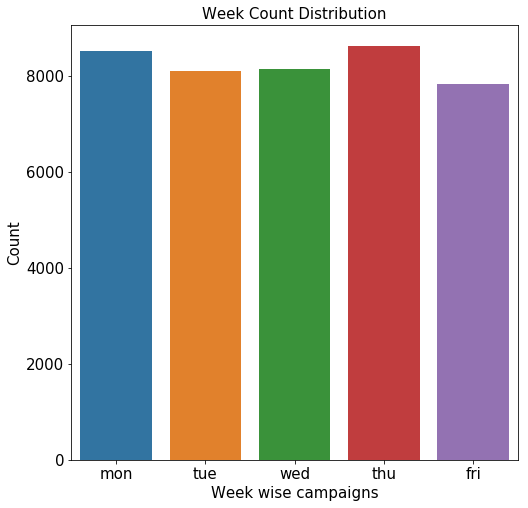 Week Count Distribution
8000
6000
4000
2000
0
Count
mon tue wed thu fri
Week wise campaigns